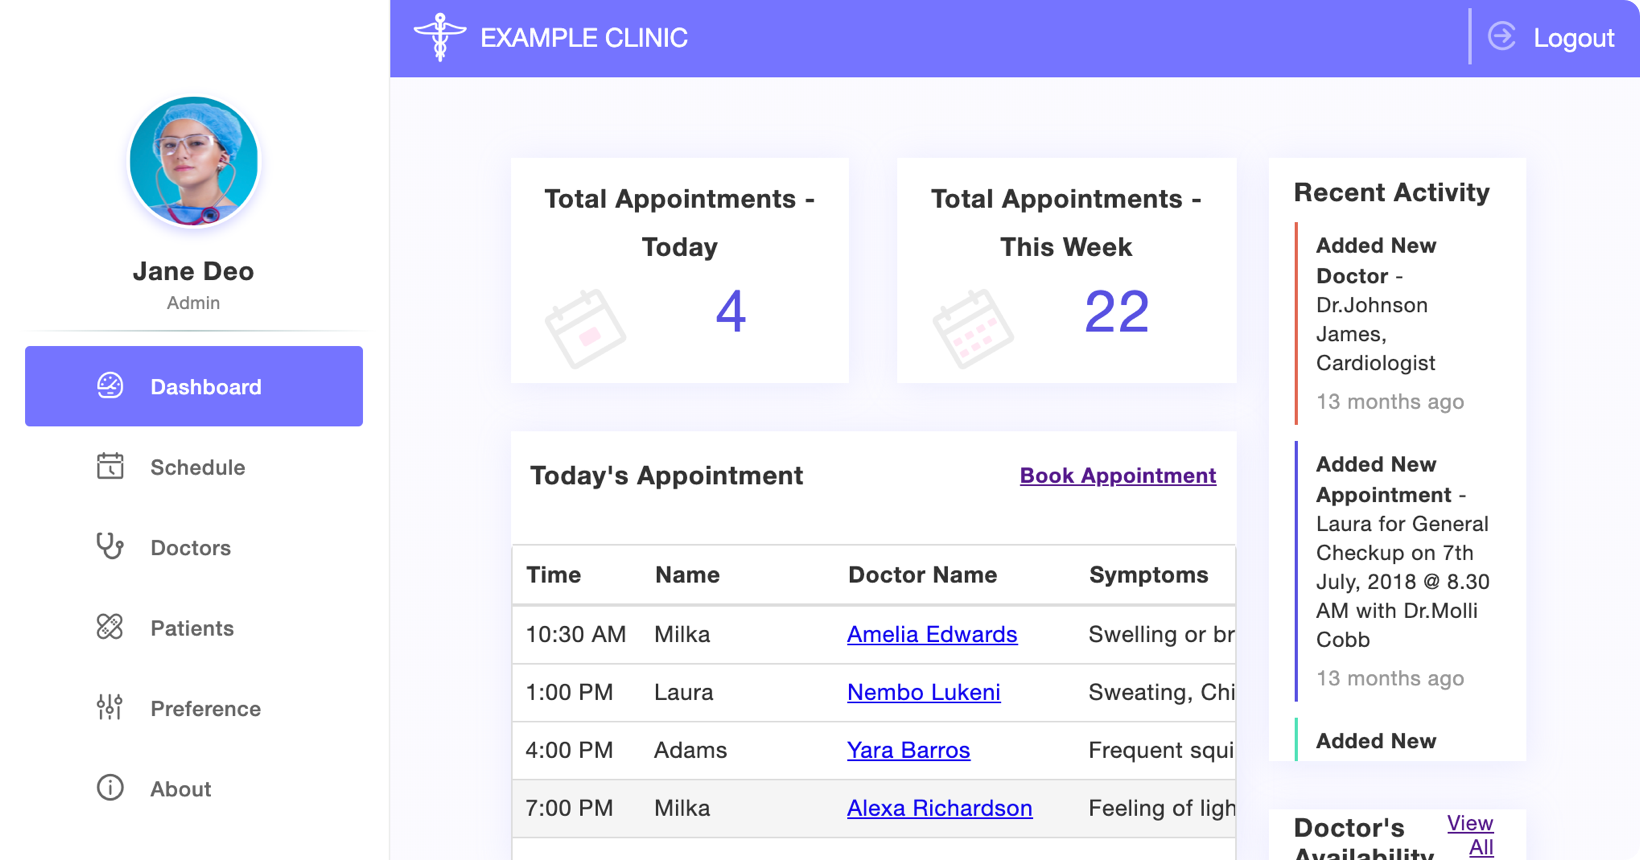 EXAMPLE CLINIC
Logout
Jane Deo
Admin
Dashboard
Schedule
Doctors
Patients
Preference
About
Total Appointments -
Today
4
Total Appointments -
This Week
22
Today's Appointment
Book Appointment
Time Name Doctor Name Symptoms
10:30 AM Milka Amelia Edwards Swelling or br
1:00 PM Laura Nembo Lukeni Sweating, Chi
4:00 PM Adams Yara Barros Frequent squi
7:00 PM Milka Alexa Richardson Feeling of ligh
Recent Activity
Added New
Doctor -
Dr.Johnson
James,
Cardiologist
13 months ago
Added New
Appointment -
Laura for General
Checkup on 7th
July, 2018 @ 8.30
AM with Dr.Molli
Cobb
13 months ago
Added New
Doctor's
Availability
View
All